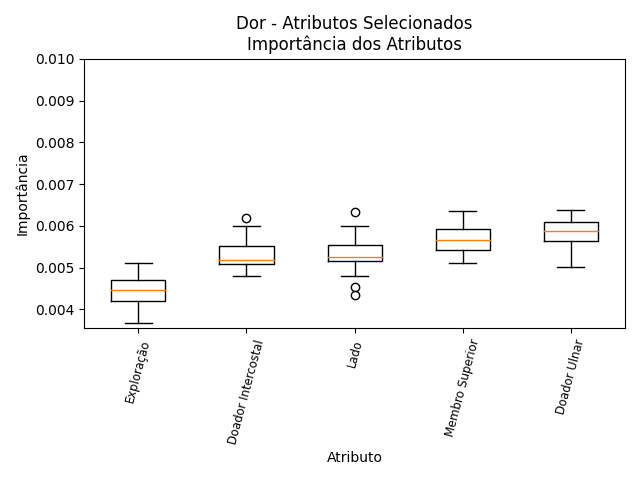 Dor - Atributos Selecionados
Importância dos Atributos
0.010
0.009
0.008
0.007
0.006
0.005
0.004
Importância
Exploração
Doador Intercostal
Lado
Membro Superior
Doador Ulnar
Atributo